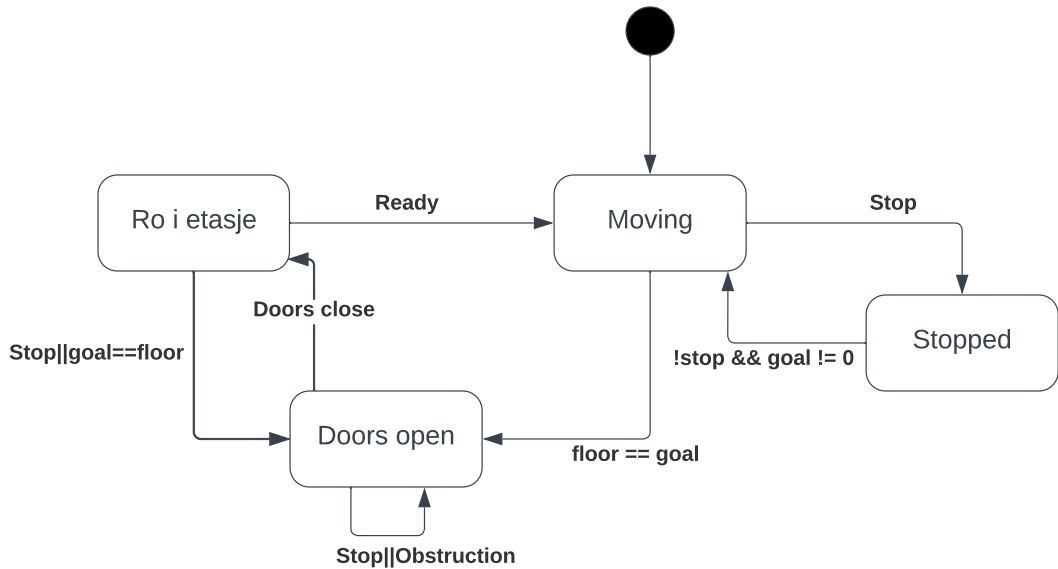 Ready
Stop
Ro i etasje
Moving
Doors close
Stopped
Stop||goal==floor
!stop && goal != 0
Doors open
floor == goal
Stop||Obstruction